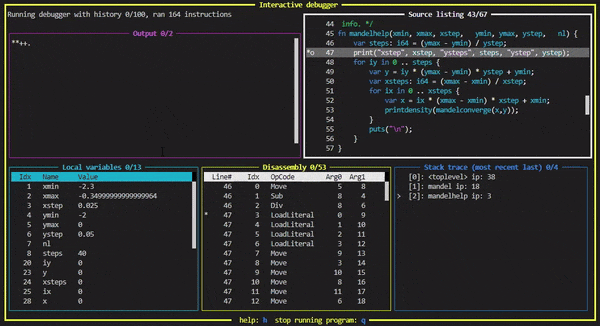 Interactive debugger
Running debugger with history 0/100, ran 164 instructions
Output 0/2
**++.
Source listing 43/67
44 info. */
45 fn mandelhelp(xmin, xmax, xstep, ymin, ymax, ystep, nl) {
46 var steps: i64 = (ymax - ymin) / ystep;
*o 47 print("xstep", xstep, "ysteps", steps, "ystep", ystep);
48 for iy in 0 .. steps {
49 var y = iy * (ymax - ymin) * ystep + ymin;
50 var xsteps: i64 = (xmax - xmin) / xstep;
51 for ix in 0 .. xsteps {
52 var x = ix * (xmax - xmin) * xstep + xmin;
53 printdensity(mandelconverge(x,y));
54 }
55 puts("\n");
56 }
57 }
Local variables 0/13
Idx Name Value
1 xmin -2.3
2 xmax -0.34999999999999964
3 xstep 0.025
4 ymin -2
5 ymax 0
6 ystep 0.05
7 nl
8 steps 40
20 iy 0
23 y 0
24 xsteps 0
25 ix 0
28 x 0
Disassembly 0/53
Line# Idx OpCode Arg0 Arg1
46 0 Move 5 8
46 1 Sub 8 4
46 2 Div 8 6
* 47 3 LoadLiteral 0 9
47 4 LoadLiteral 1 10
47 5 LoadLiteral 2 11
47 6 LoadLiteral 3 12
47 7 Move 9 13
47 8 Move 3 14
47 9 Move 10 15
47 10 Move 8 16
47 11 Move 11 17
47 12 Move 6 18
Stack trace (most recent last) 0/4
[0]: <toplevel> ip: 38
[1]: mandel ip: 18
> [2]: mandelhelp ip: 3
help: h stop running program: q